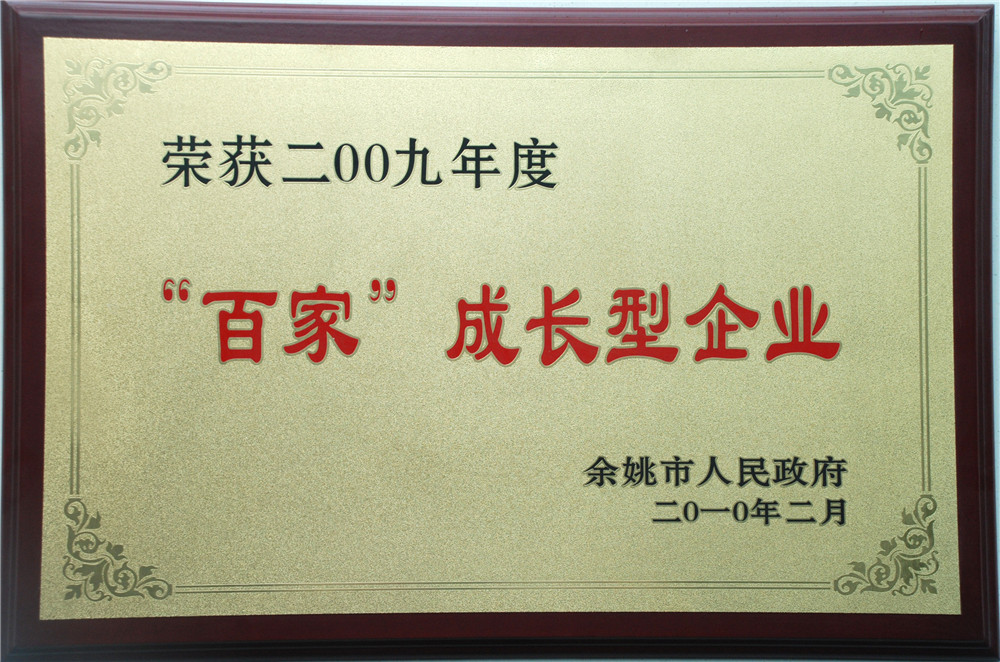 荣获二00九年度
“百家” 成长型企业
余姚市人民政府
二0一0年二月